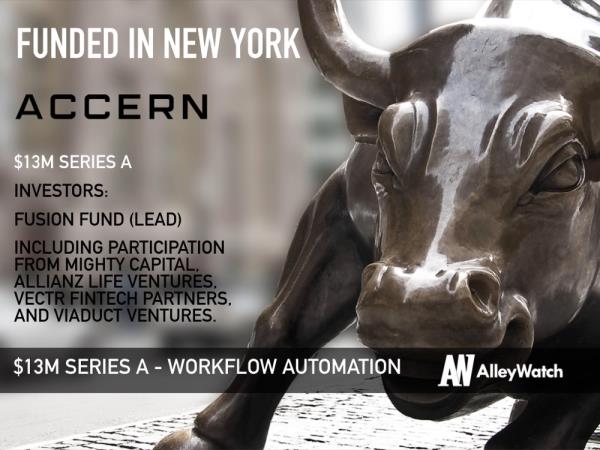 FUNDED IN NEW YORK
ACCERN
$13M SERIES A
INVESTORS:
FUSION FUND (LEAD)
INCLUDING PARTICIPATION
FROM MIGHTY CAPITAL,
ALLIANZ LIFE VENTURES,
VECTR FINTECH PARTNERS,
AND VIADUCT VENTURES.
$13M SERIES A - WORKFLOW AUTOMATION
AW AlleyWatch